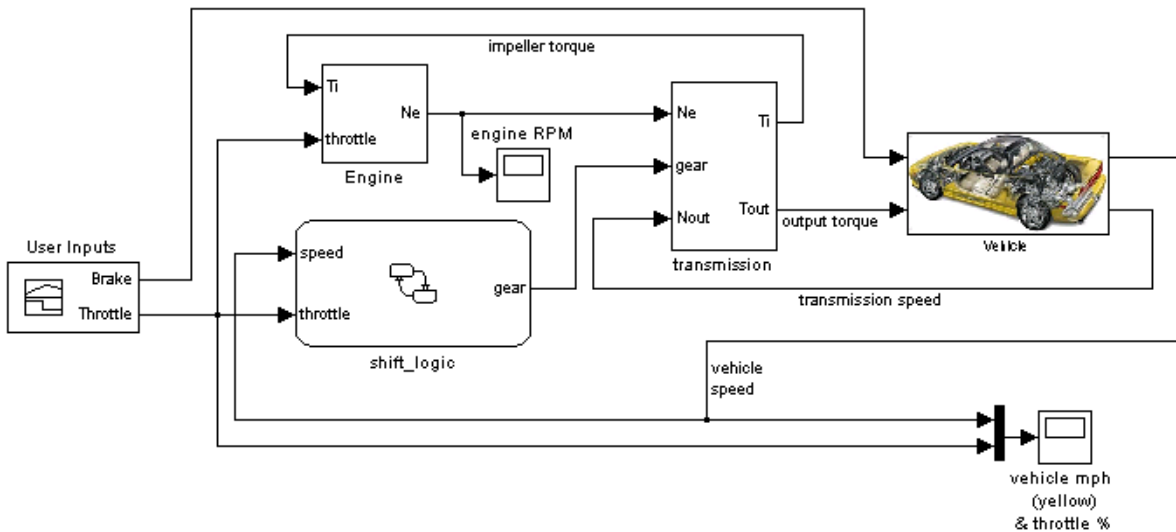 impeller torque
Ti
Ne
throttle
Engine
engine RPM
Ne
Ti
gear
Nout
Tout
transmission
output torque
Vehicle
transmission speed
User Inputs
Brake
Throttle
speed
gear
throttle
shift_logic
vehicle
speed
vehicle mph
(yellow)
& throttle %